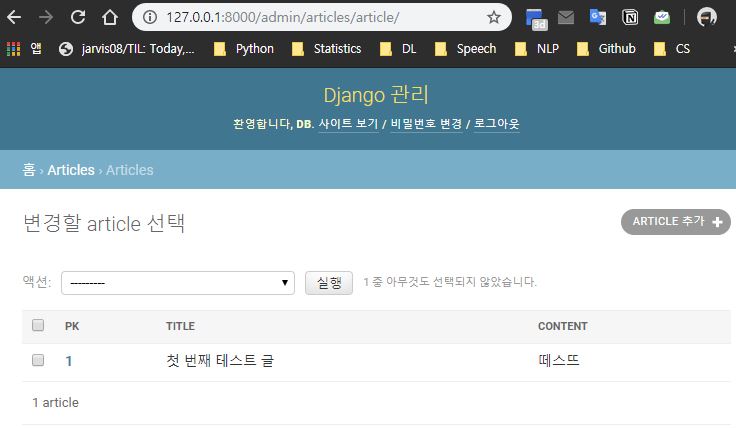 127.0.0.1:8000/admin/articles/article/
3d
앱 jarvis08/TIL: Today,... Python Statistics DL Speech NLP Github CS
Django 관리
환영합니다, DB. 사이트 보기 / 비밀번호 변경 / 로그아웃
홈 › Articles › Articles
변경할 article 선택
ARTICLE 추가
액션: --------- 실행 1 중 아무것도 선택되지 않았습니다.
PK TITLE CONTENT
1 첫 번째 테스트 글 떼스뜨
1 article